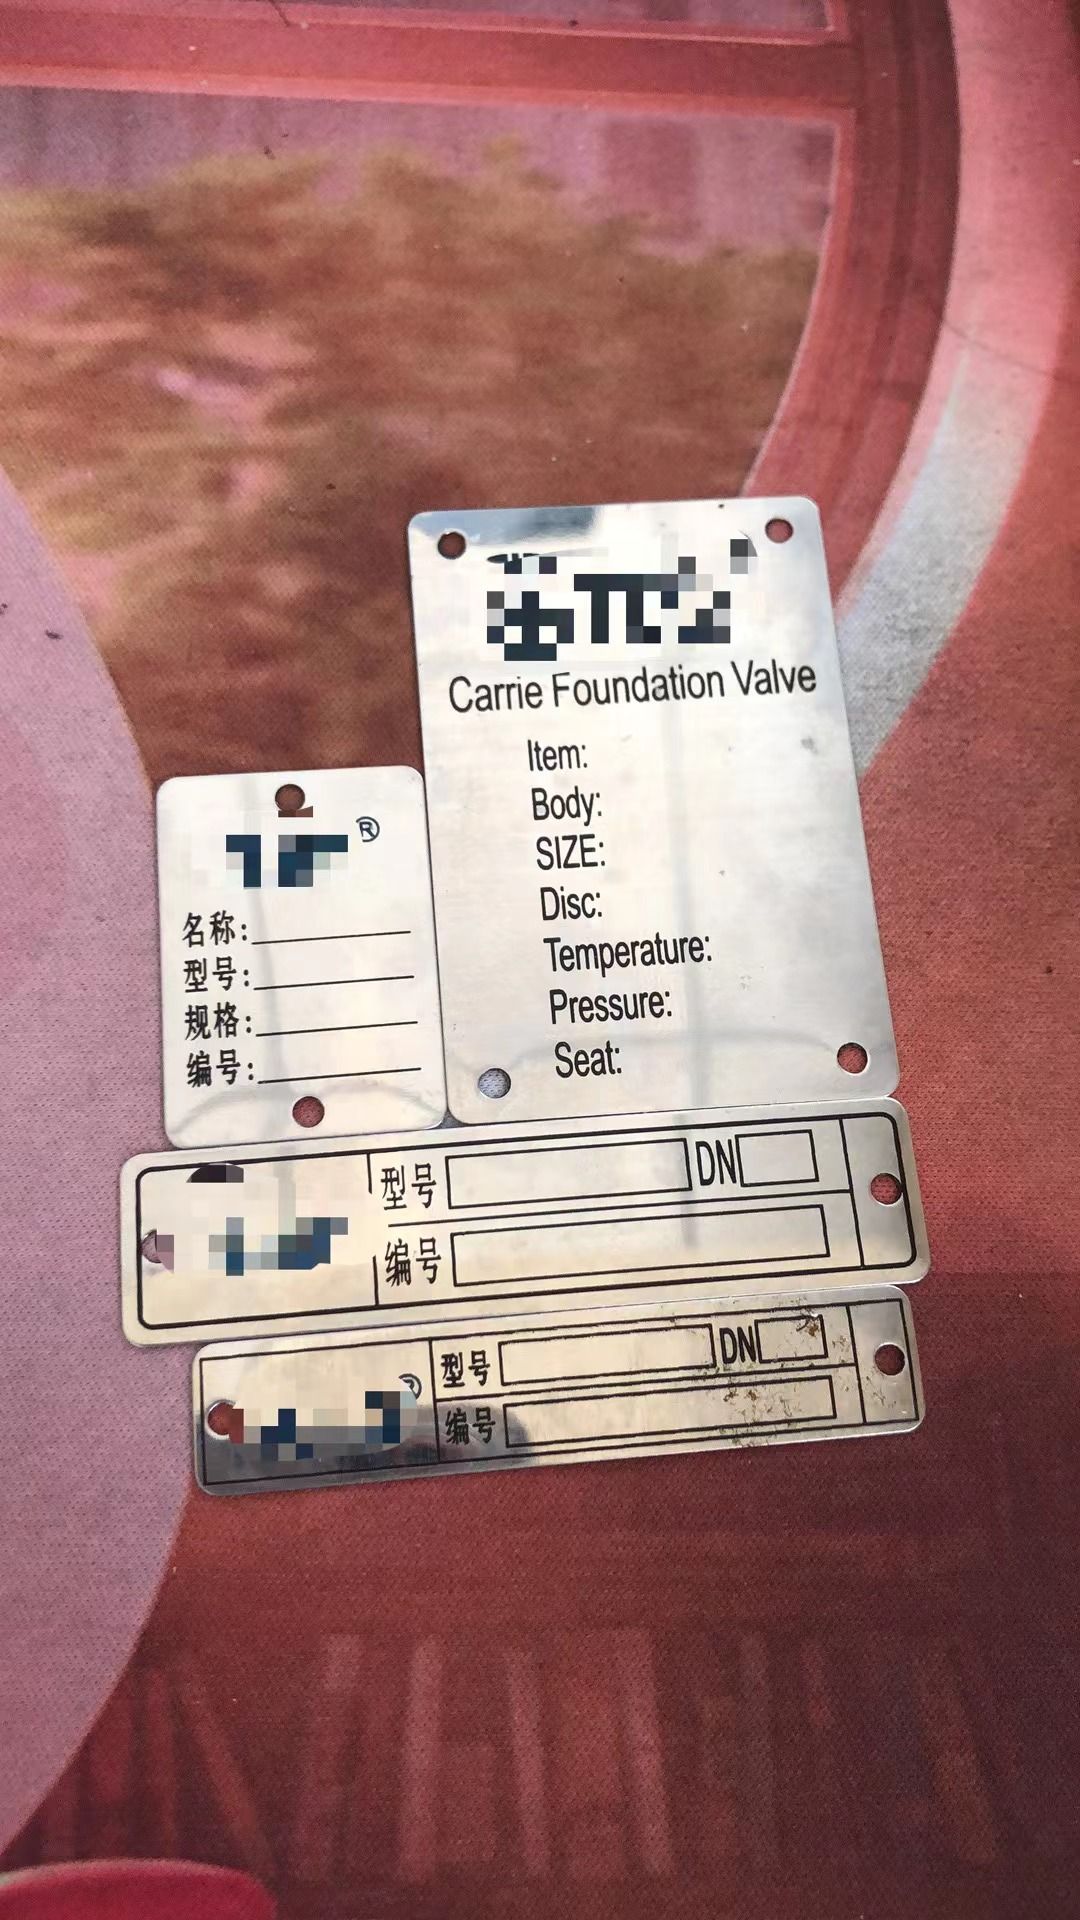 Carrie Foundation Valve
Item:
Body:
SIZE:
Disc:
Temperature:
Pressure:
Seat:
®
名称:
型号:
规格:
编号:
型号 DN
编号
®
型号 DN
编号